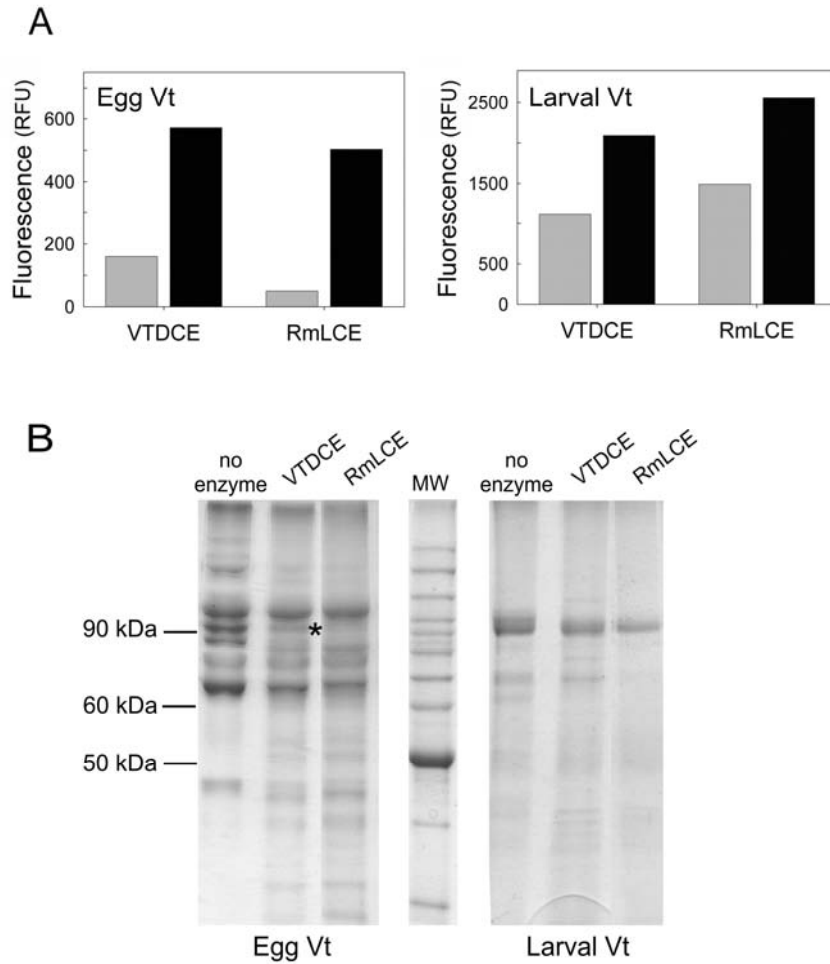 A
Egg Vt
Fluorescence (RFU)
600
400
200
0
VTDCE
RmLCE
Larval Vt
Fluorescence (RFU)
2500
1500
500
0
VTDCE
RmLCE
B
no enzyme
VTDCE
RmLCE
MW
no enzyme
VTDCE
RmLCE
90 kDa
*
60 kDa
50 kDa
Egg Vt
Larval Vt